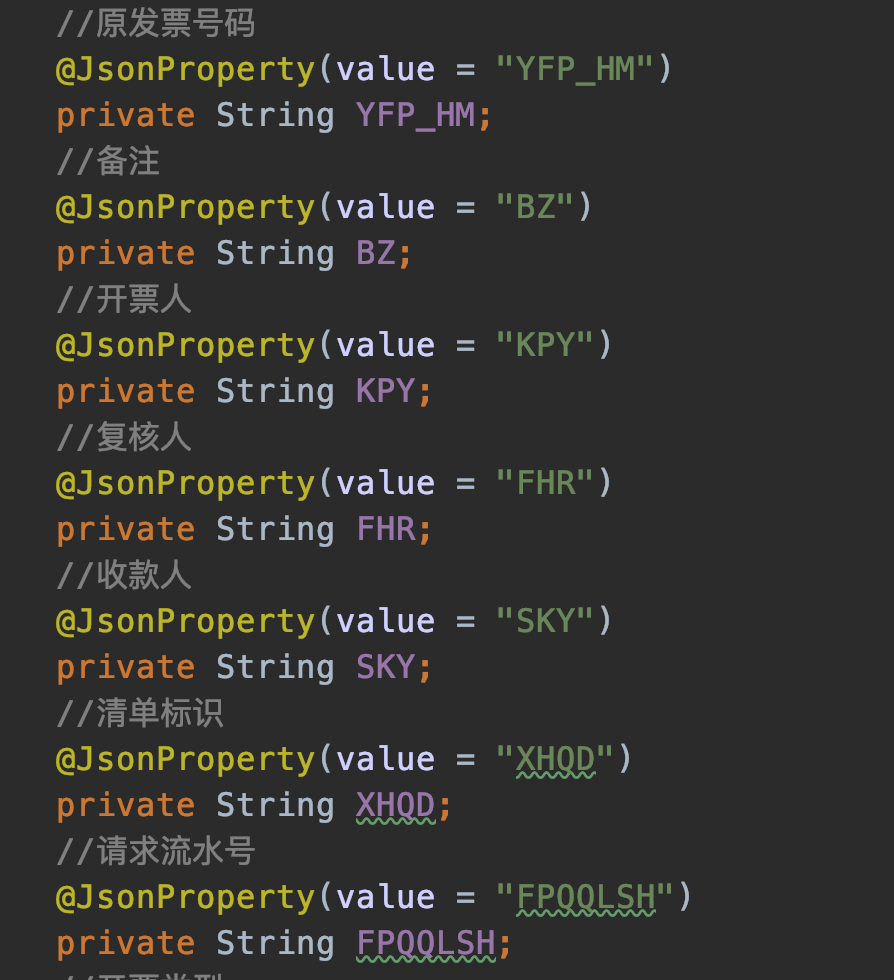 //原发票号码
@JsonProperty(value = "YFP_HM")
private String YFP_HM;
//备注
@JsonProperty(value = "BZ")
private String BZ;
//开票人
@JsonProperty(value = "KPY")
private String KPY;
//复核人
@JsonProperty(value = "FHR")
private String FHR;
//收款人
@JsonProperty(value = "SKY")
private String SKY;
//清单标识
@JsonProperty(value = "XHQD")
private String XHQD;
//请求流水号
@JsonProperty(value = "FPQQLSH")
private String FPQQLSH;